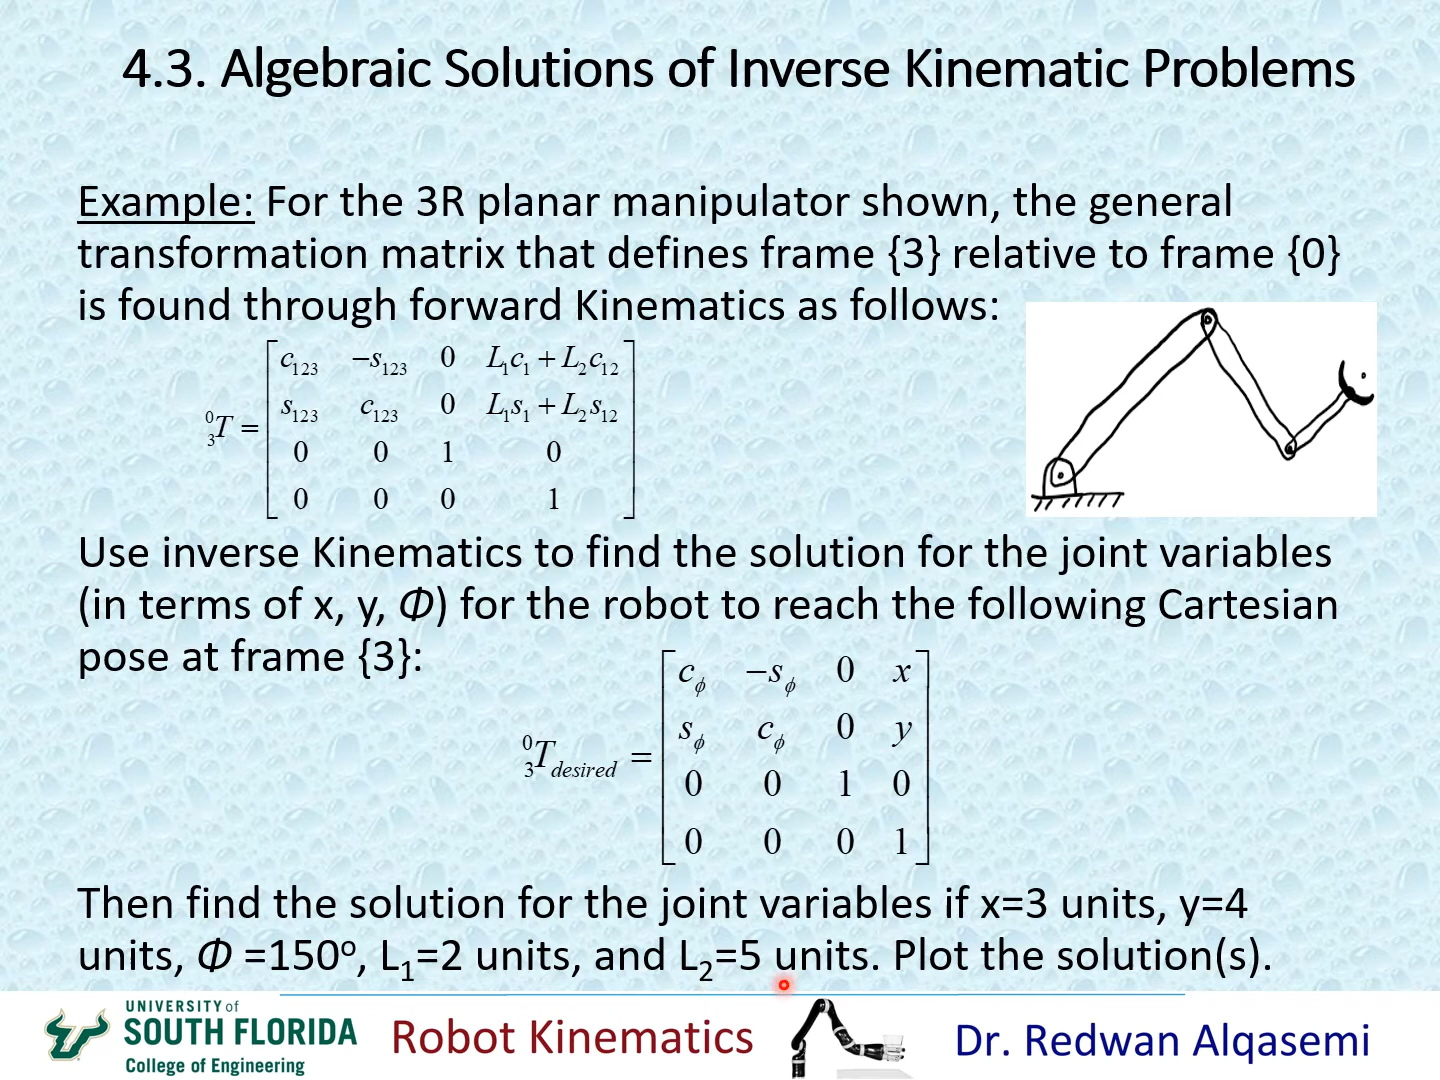 4.3. Algebraic Solutions of Inverse Kinematic Problems
Example: For the 3R planar manipulator shown, the general
transformation matrix that defines frame {3} relative to frame {0}
is found through forward Kinematics as follows:
c₁₂₃ −s₁₂₃ 0 L₁c₁ + L₂c₁₂
s₁₂₃ c₁₂₃ 0 L₁s₁ + L₂s₁₂
⁰₃T =
0 0 1 0
0 0 0 1
Use inverse Kinematics to find the solution for the joint variables
(in terms of x, y, Φ) for the robot to reach the following Cartesian
pose at frame {3}:
cϕ −sϕ 0 x
sϕ cϕ 0 y
⁰₃Tdesired =
0 0 1 0
0 0 0 1
Then find the solution for the joint variables if x=3 units, y=4
units, Φ =150°, L₁=2 units, and L₂=5 units. Plot the solution(s).
UNIVERSITY of
SOUTH FLORIDA
College of Engineering
Robot Kinematics
Dr. Redwan Alqasemi